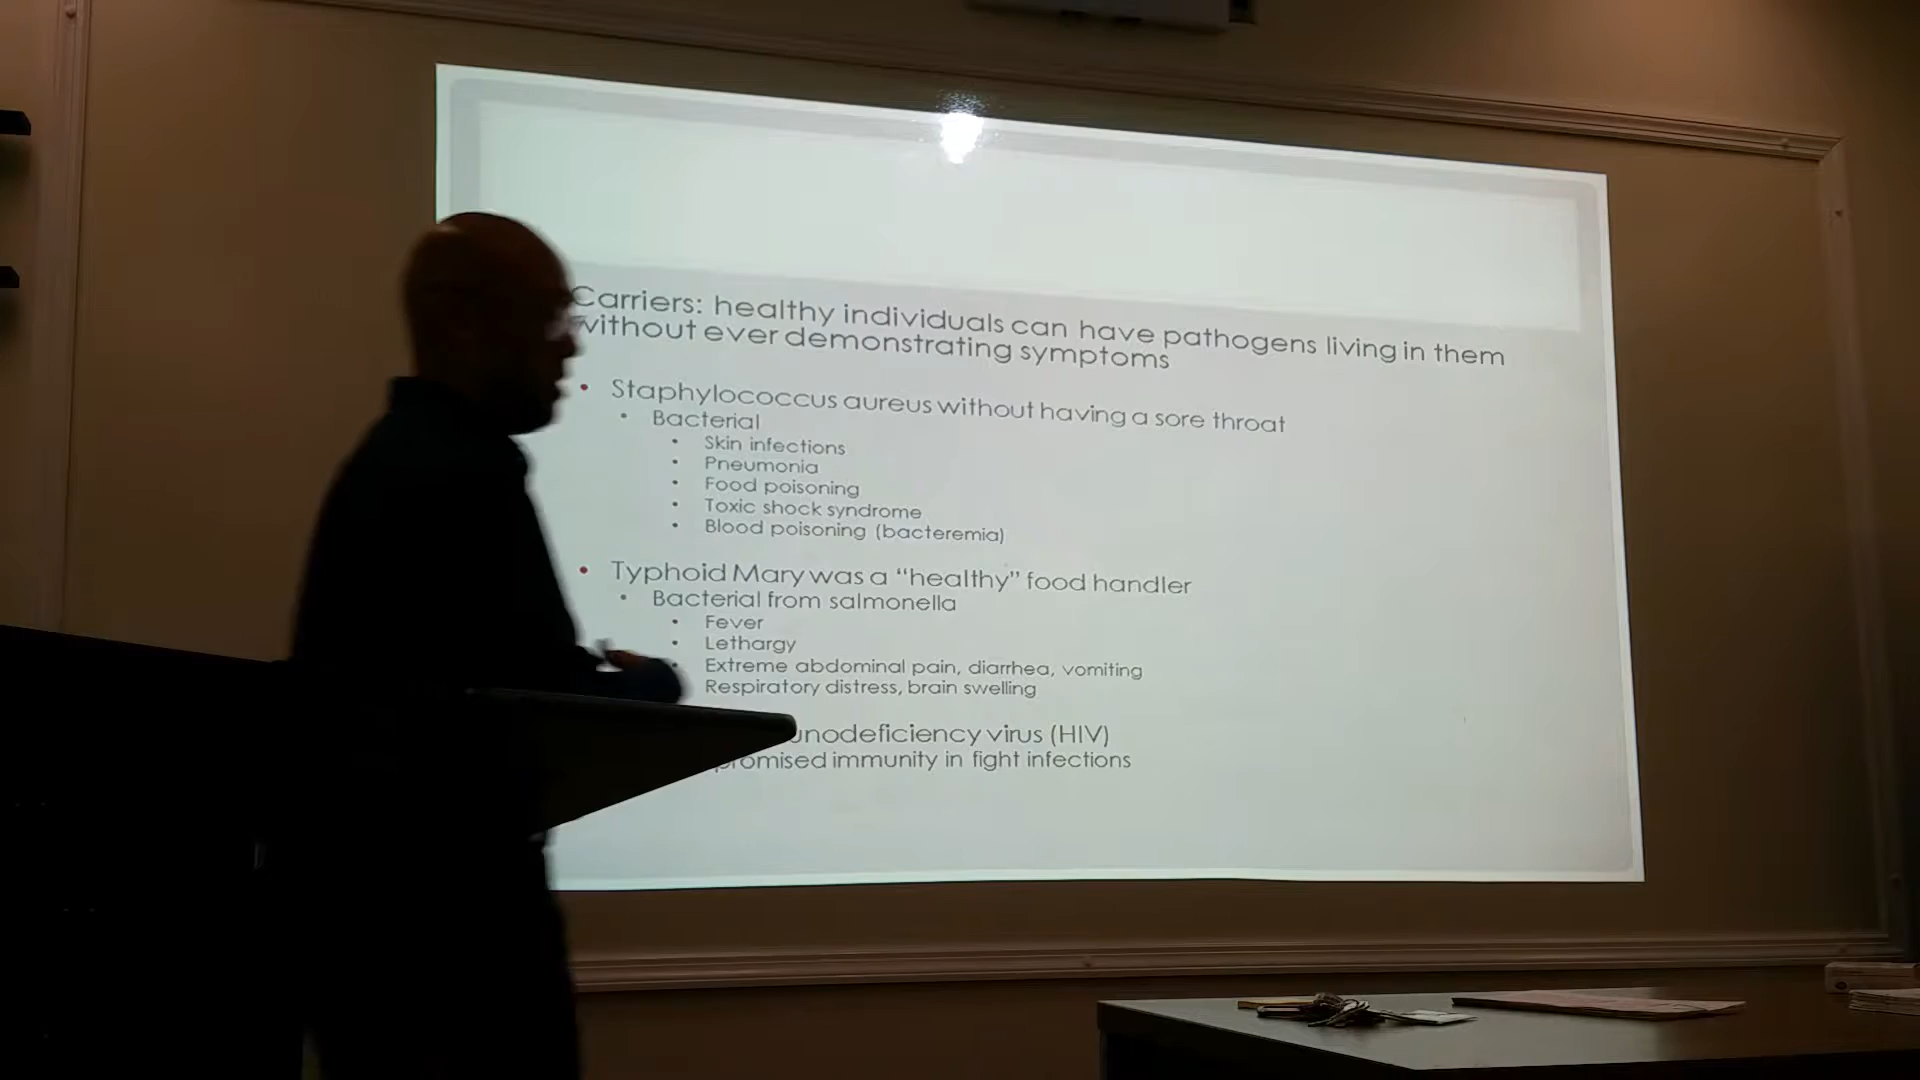 Carriers: healthy individuals can have pathogens living in them
without ever demonstrating symptoms
• Staphylococcus aureus without having a sore throat
• Bacterial
• Skin infections
• Pneumonia
• Food poisoning
• Toxic shock syndrome
• Blood poisoning (bacteremia)
• Typhoid Mary was a “healthy” food handler
• Bacterial from salmonella
• Fever
• Lethargy
• Extreme abdominal pain, diarrhea, vomiting
Respiratory distress, brain swelling
virus (HIV)
immunity in fight infections